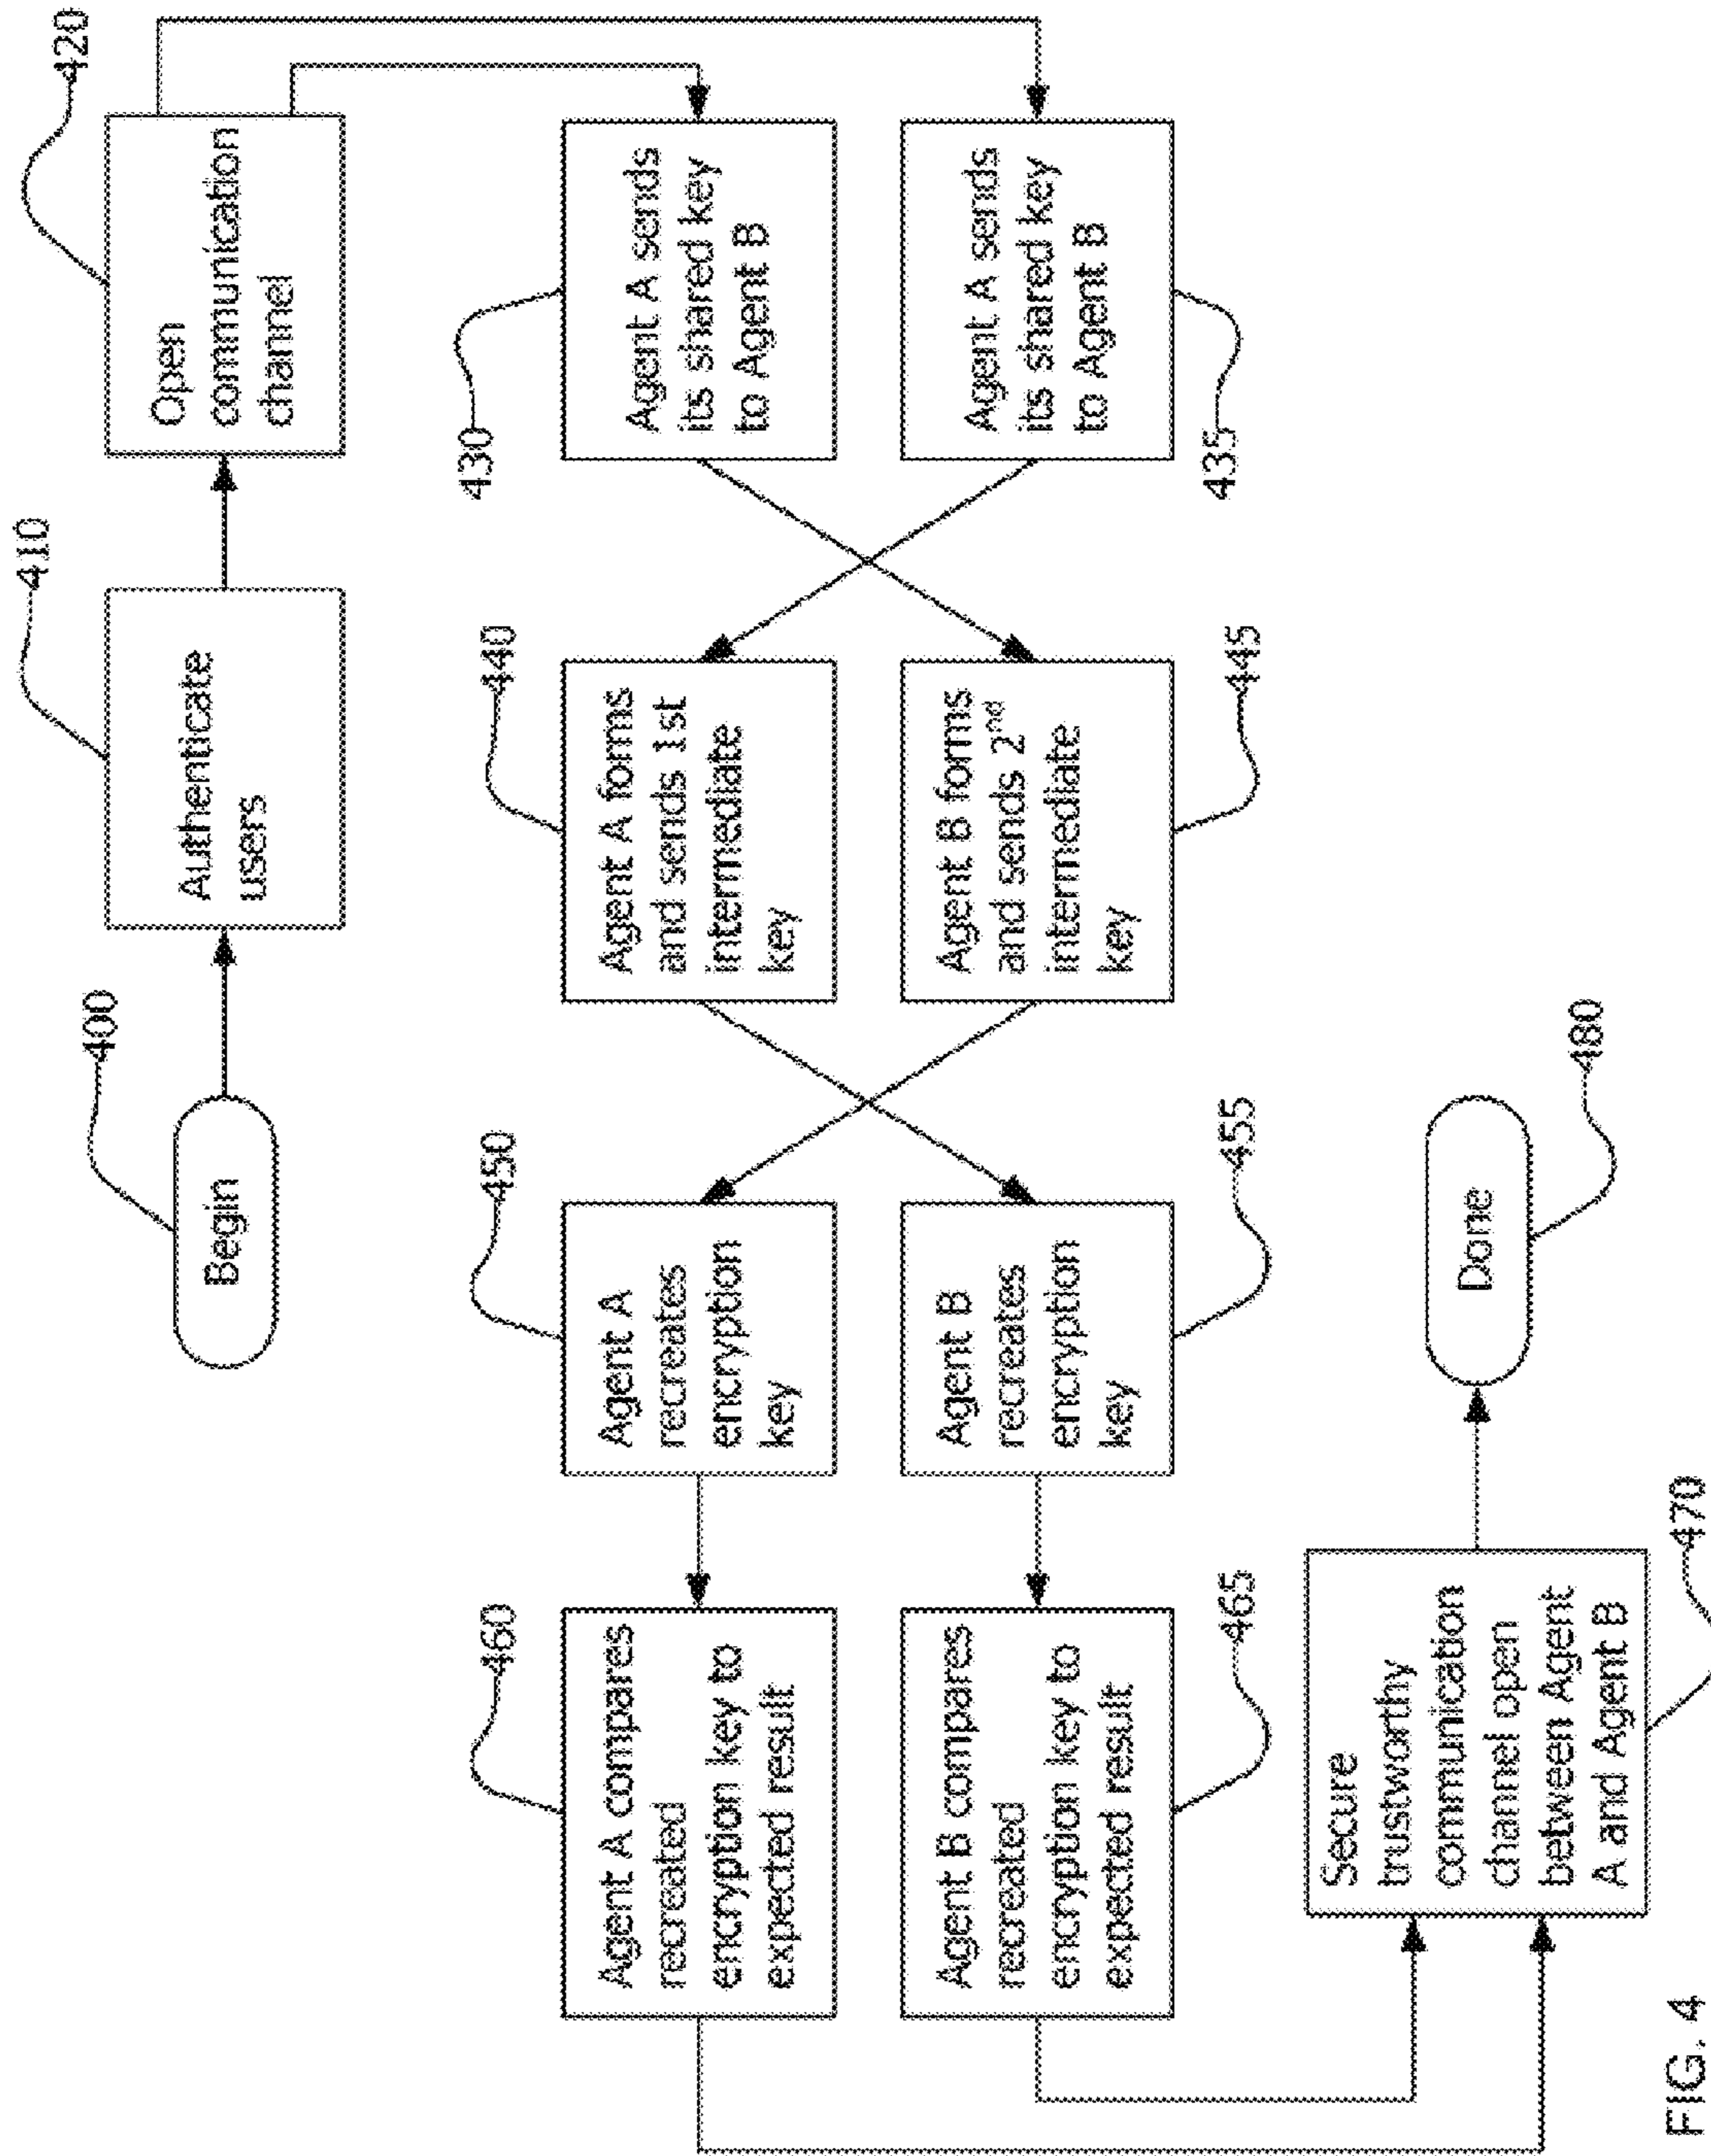 400
Begin
410
Authenticate
users
420
Open
communication
channel
430
Agent A sends
its shared key
to Agent B
435
Agent A sends
its shared key
to Agent B
440
Agent A forms
and sends 1st
intermediate
key
445
Agent B forms
and sends 2nd
intermediate
key
450
Agent A
recreates
encryption
key
455
Agent B
recreates
encryption
key
460
Agent A compares
recreated
encryption key to
expected result
465
Agent B compares
recreated
encryption key to
expected result
Secure
trustworthy
communication
channel open
between Agent
A and Agent B
470
Done
480
FIG. 4